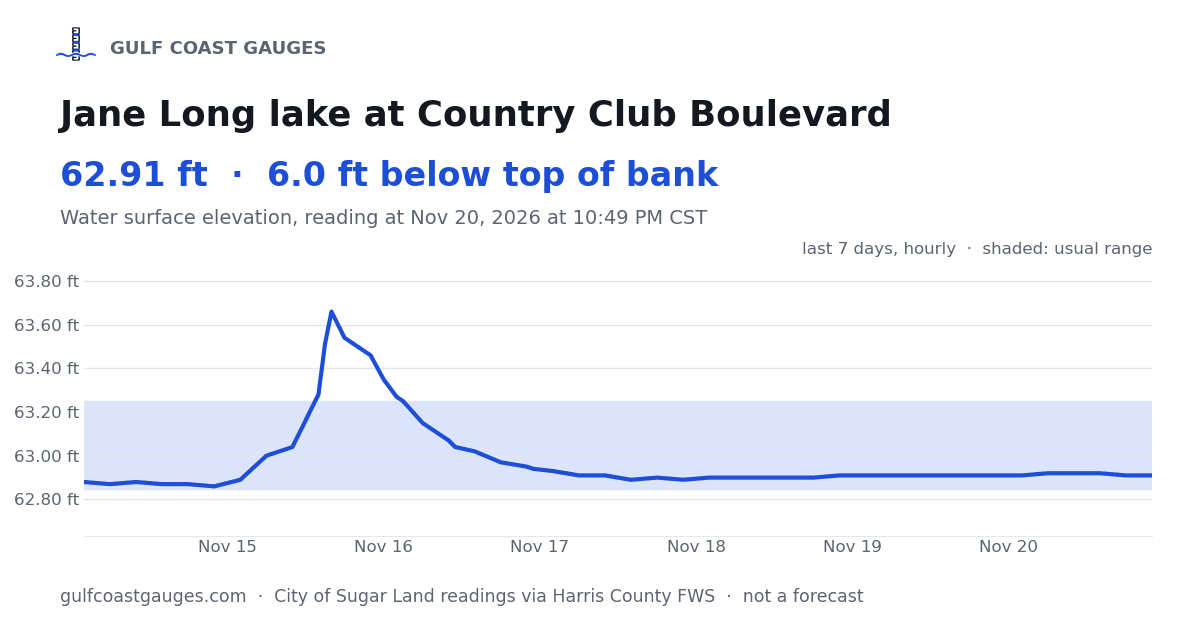 GULF COAST GAUGES
Jane Long lake at Country Club Boulevard
62.91 ft · 6.0 ft below top of bank
Water surface elevation, reading at Nov 20, 2026 at 10:49 PM CST
last 7 days, hourly · shaded: usual range
63.80 ft
63.60 ft
63.40 ft
63.20 ft
63.00 ft
62.80 ft
Nov 15 Nov 16 Nov 17 Nov 18 Nov 19 Nov 20
gulfcoastgauges.com · City of Sugar Land readings via Harris County FWS · not a forecast